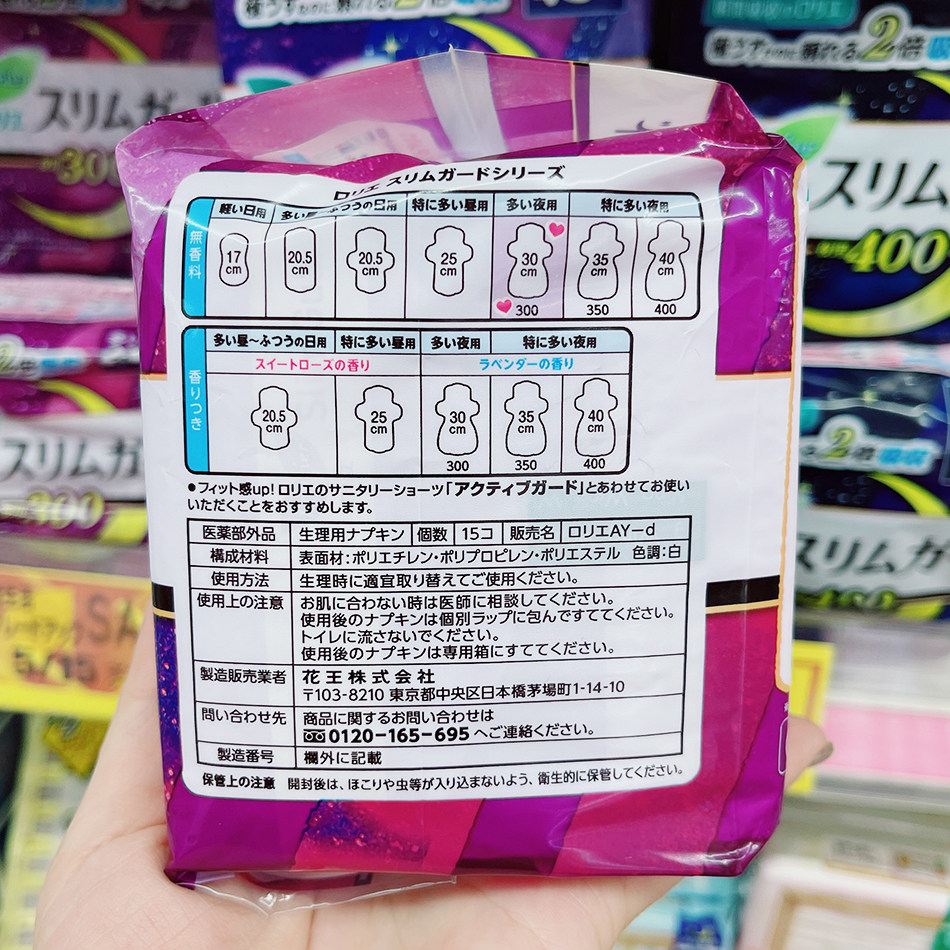 ロリエ スリムガードシリーズ
無香料
軽い日用 多い昼〜ふつうの日用 特に多い昼用 多い夜用 特に多い夜用
17cm 20.5cm 20.5cm 25cm 30cm 35cm 40cm
300 350 400
香りつき
多い昼〜ふつうの日用 特に多い昼用 多い夜用 特に多い夜用
スイートローズの香り ラベンダーの香り
20.5cm 25cm 30cm 35cm 40cm
300 350 400
●フィット感up! ロリエのサニタリーショーツ「アクティブガード」とあわせてお使い
いただくことをおすすめします。
医薬部外品 生理用ナプキン 個数 15コ 販売名 ロリエAY-d
構成材料 表面材:ポリエチレン・ポリプロピレン・ポリエステル 色調:白
使用方法 生理時に適宜取り替えてご使用ください。
使用上の注意 お肌に合わない時は医師に相談してください。
使用後のナプキンは個別ラップに包んですててください。
トイレに流さないでください。
使用後のナプキンは専用箱にすててください。
製造販売業者 花王株式会社
〒103-8210 東京都中央区日本橋茅場町1-14-10
問い合わせ先 商品に関するお問い合わせは
0120-165-695 へご連絡ください。
製造番号 欄外に記載
保管上の注意 開封後は、ほこりや虫等が入り込まないよう、衛生的に保管してください。
スリムガ
300
スリムガ
300
2倍
スリム
400
2倍
スリムガ